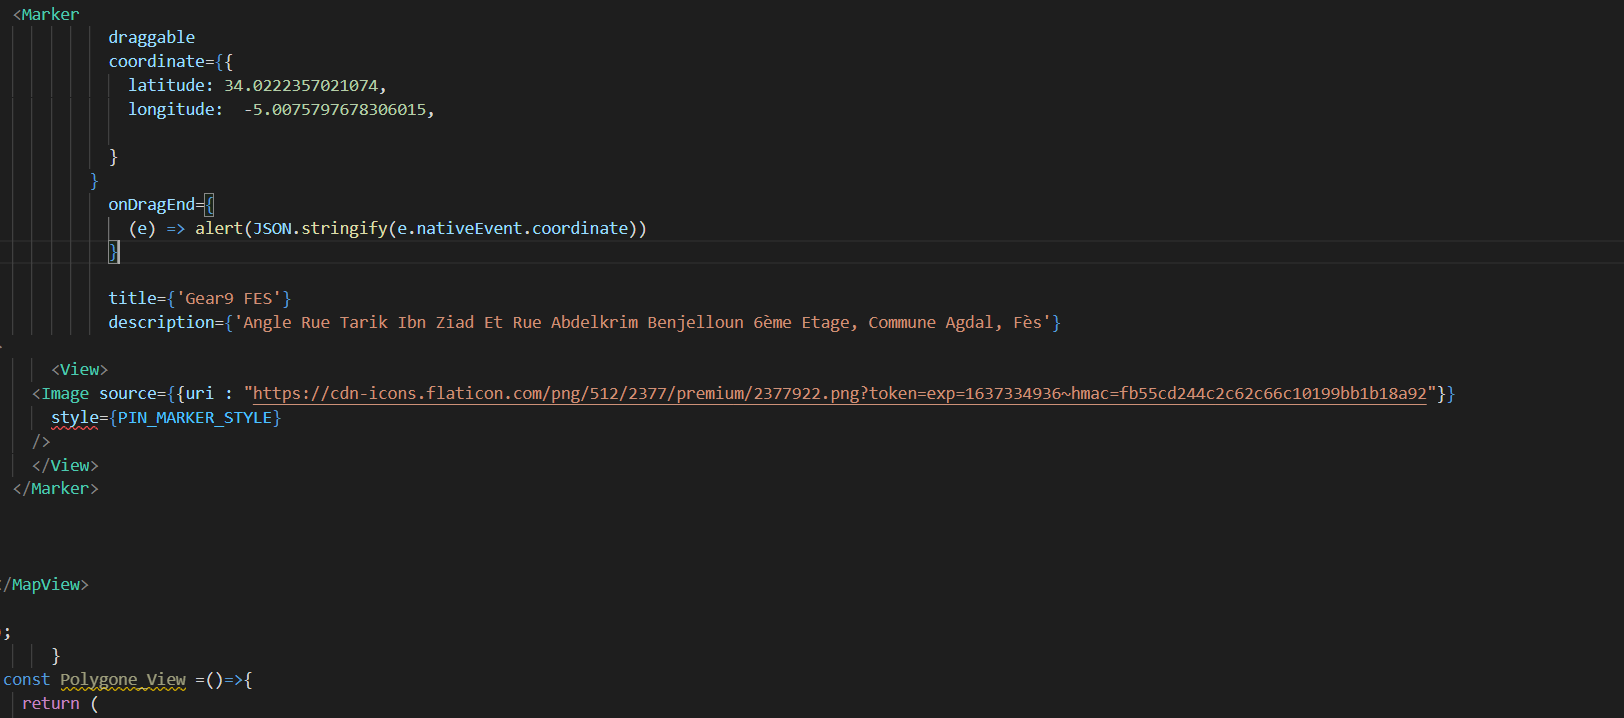 <Marker
draggable
coordinate={{
latitude: 34.0222357021074,
longitude:  -5.0075797678306015,
}
}
onDragEnd={
(e) => alert(JSON.stringify(e.nativeEvent.coordinate))
}
title={'Gear9 FES'}
description={'Angle Rue Tarik Ibn Ziad Et Rue Abdelkrim Benjelloun 6ème Etage, Commune Agdal, Fès'}
<View>
<Image source={{uri : "https://cdn-icons.flaticon.com/png/512/2377/premium/2377922.png?token=exp=1637334936~hmac=fb55cd244c2c62c66c10199bb1b18a92"}}
style={PIN_MARKER_STYLE}
/>
</View>
</Marker>
/MapView>
;
}
const Polygone_View =()=>{
return (